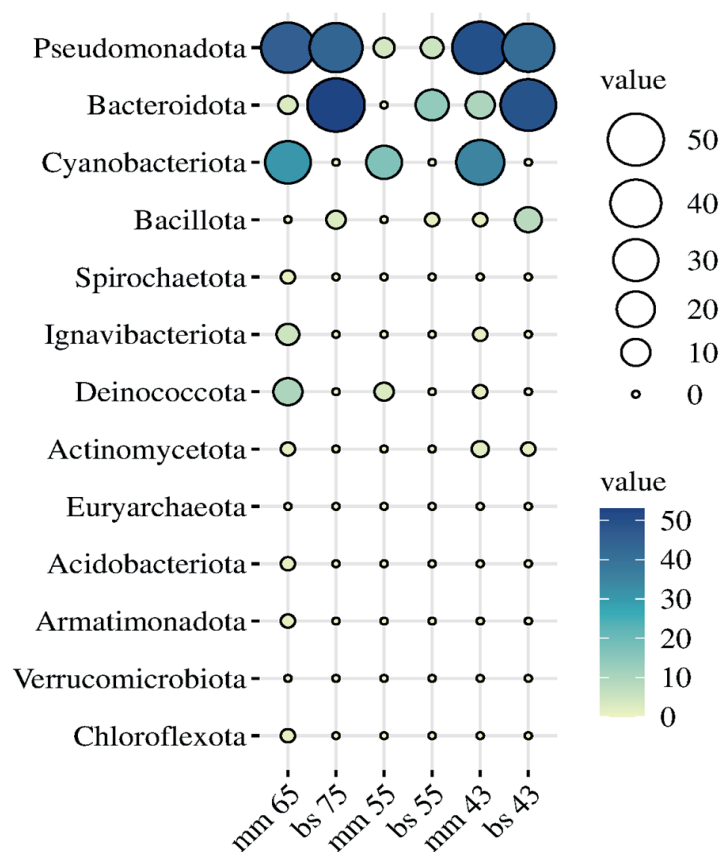 Pseudomonadota
Bacteroidota
Cyanobacteriota
Bacillota
Spirochaetota
Ignavibacteriota
Deinococcota
Actinomycetota
Euryarchaeota
Acidobacteriota
Armatimonadota
Verrucomicrobiota
Chloroflexota
mm 65
bs 75
mm 55
bs 55
mm 43
bs 43
value
50
40
30
20
10
0
value
50
40
30
20
10
0